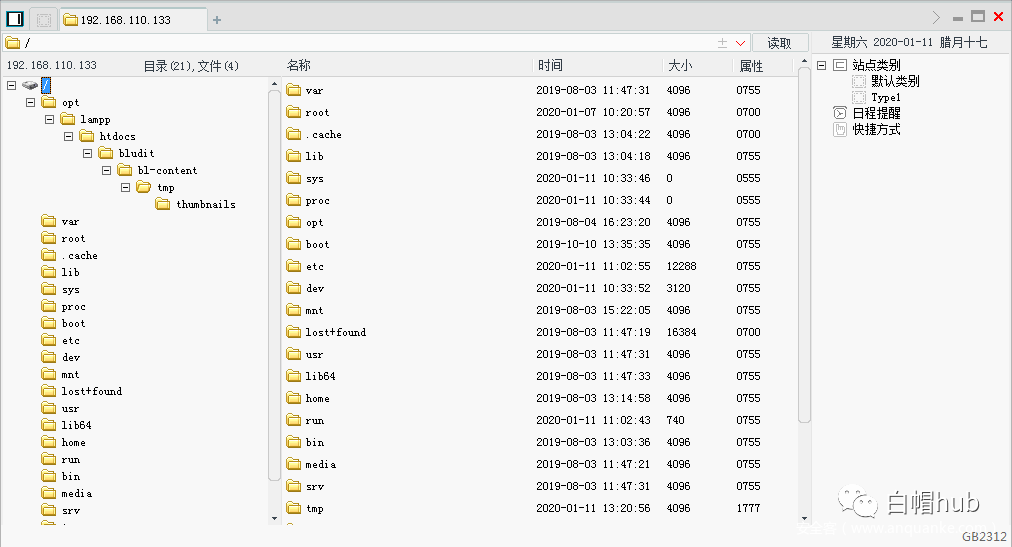 192.168.110.133
/
读取
星期六 2020-01-11 腊月十七
192.168.110.133 目录(21),文件(4)
名称 时间 大小 属性
/
opt
lampp
htdocs
bludit
bl-content
tmp
thumbnails
var
root
.cache
lib
sys
proc
boot
etc
dev
mnt
lost+found
usr
lib64
home
run
bin
media
srv
var 2019-08-03 11:47:31 4096 0755
root 2020-01-07 10:20:57 4096 0700
.cache 2019-08-03 13:04:22 4096 0700
lib 2019-08-03 13:04:18 4096 0755
sys 2020-01-11 10:33:46 0 0555
proc 2020-01-11 10:33:44 0 0555
opt 2019-08-04 16:23:20 4096 0755
boot 2019-10-10 13:35:35 4096 0755
etc 2020-01-11 11:02:55 12288 0755
dev 2020-01-11 10:33:52 3120 0755
mnt 2019-08-03 15:22:05 4096 0755
lost+found 2019-08-03 11:47:19 16384 0700
usr 2019-08-03 11:47:31 4096 0755
lib64 2019-08-03 11:47:33 4096 0755
home 2019-08-03 13:14:58 4096 0755
run 2020-01-11 11:02:43 740 0755
bin 2019-08-03 13:03:36 4096 0755
media 2019-08-03 11:47:21 4096 0755
srv 2019-08-03 11:47:31 4096 0755
tmp 2020-01-11 13:20:56 4096 1777
站点类别
默认类别
Type1
日程提醒
快捷方式
白帽hub
GB2312